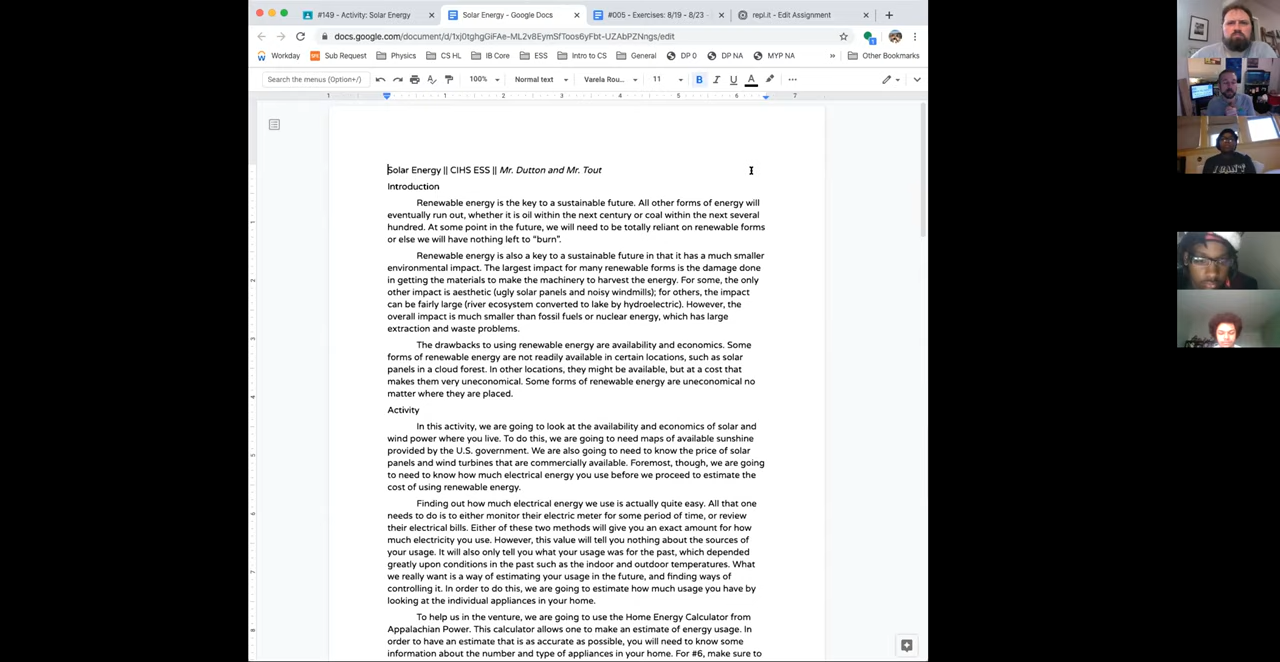 #149 - Activity: Solar Energy
Solar Energy - Google Docs
#005 - Exercises: 8/19 - 8/23 -
repl.it - Edit Assignment
docs.google.com/document/d/1xj0tghgGiFAe-ML2v8EymSfToos6yFbt-UZAbPZNngs/edit
Workday
Sub Request
Physics
CS HL
IB Core
ESS
Intro to CS
General
DP 0
DP NA
MYP NA
Other Bookmarks
Search the menus (Option+/)
100%
Normal text
Varela Rou...
11
B I U A
1 1 2 3 4 5 6 7
Solar Energy || CIHS ESS || Mr. Dutton and Mr. Tout
Introduction
Renewable energy is the key to a sustainable future. All other forms of energy will
eventually run out, whether it is oil within the next century or coal within the next several
hundred. At some point in the future, we will need to be totally reliant on renewable forms
or else we will have nothing left to “burn”.
Renewable energy is also a key to a sustainable future in that it has a much smaller
environmental impact. The largest impact for many renewable forms is the damage done
in getting the materials to make the machinery to harvest the energy. For some, the only
other impact is aesthetic (ugly solar panels and noisy windmills); for others, the impact
can be fairly large (river ecosystem converted to lake by hydroelectric). However, the
overall impact is much smaller than fossil fuels or nuclear energy, which has large
extraction and waste problems.
The drawbacks to using renewable energy are availability and economics. Some
forms of renewable energy are not readily available in certain locations, such as solar
panels in a cloud forest. In other locations, they might be available, but at a cost that
makes them very uneconomical. Some forms of renewable energy are uneconomical no
matter where they are placed.
Activity
In this activity, we are going to look at the availability and economics of solar and
wind power where you live. To do this, we are going to need maps of available sunshine
provided by the U.S. government. We are also going to need to know the price of solar
panels and wind turbines that are commercially available. Foremost, though, we are going
to need to know how much electrical energy you use before we proceed to estimate the
cost of using renewable energy.
Finding out how much electrical energy we use is actually quite easy. All that one
needs to do is to either monitor their electric meter for some period of time, or review
their electrical bills. Either of these two methods will give you an exact amount for how
much electricity you use. However, this value will tell you nothing about the sources of
your usage. It will also only tell you what your usage was for the past, which depended
greatly upon conditions in the past such as the indoor and outdoor temperatures. What
we really want is a way of estimating your usage in the future, and finding ways of
controlling it. In order to do this, we are going to estimate how much usage you have by
looking at the individual appliances in your home.
To help us in the venture, we are going to use the Home Energy Calculator from
Appalachian Power. This calculator allows one to make an estimate of energy usage. In
order to have an estimate that is as accurate as possible, you will need to know some
information about the number and type of appliances in your home. For #6, make sure to